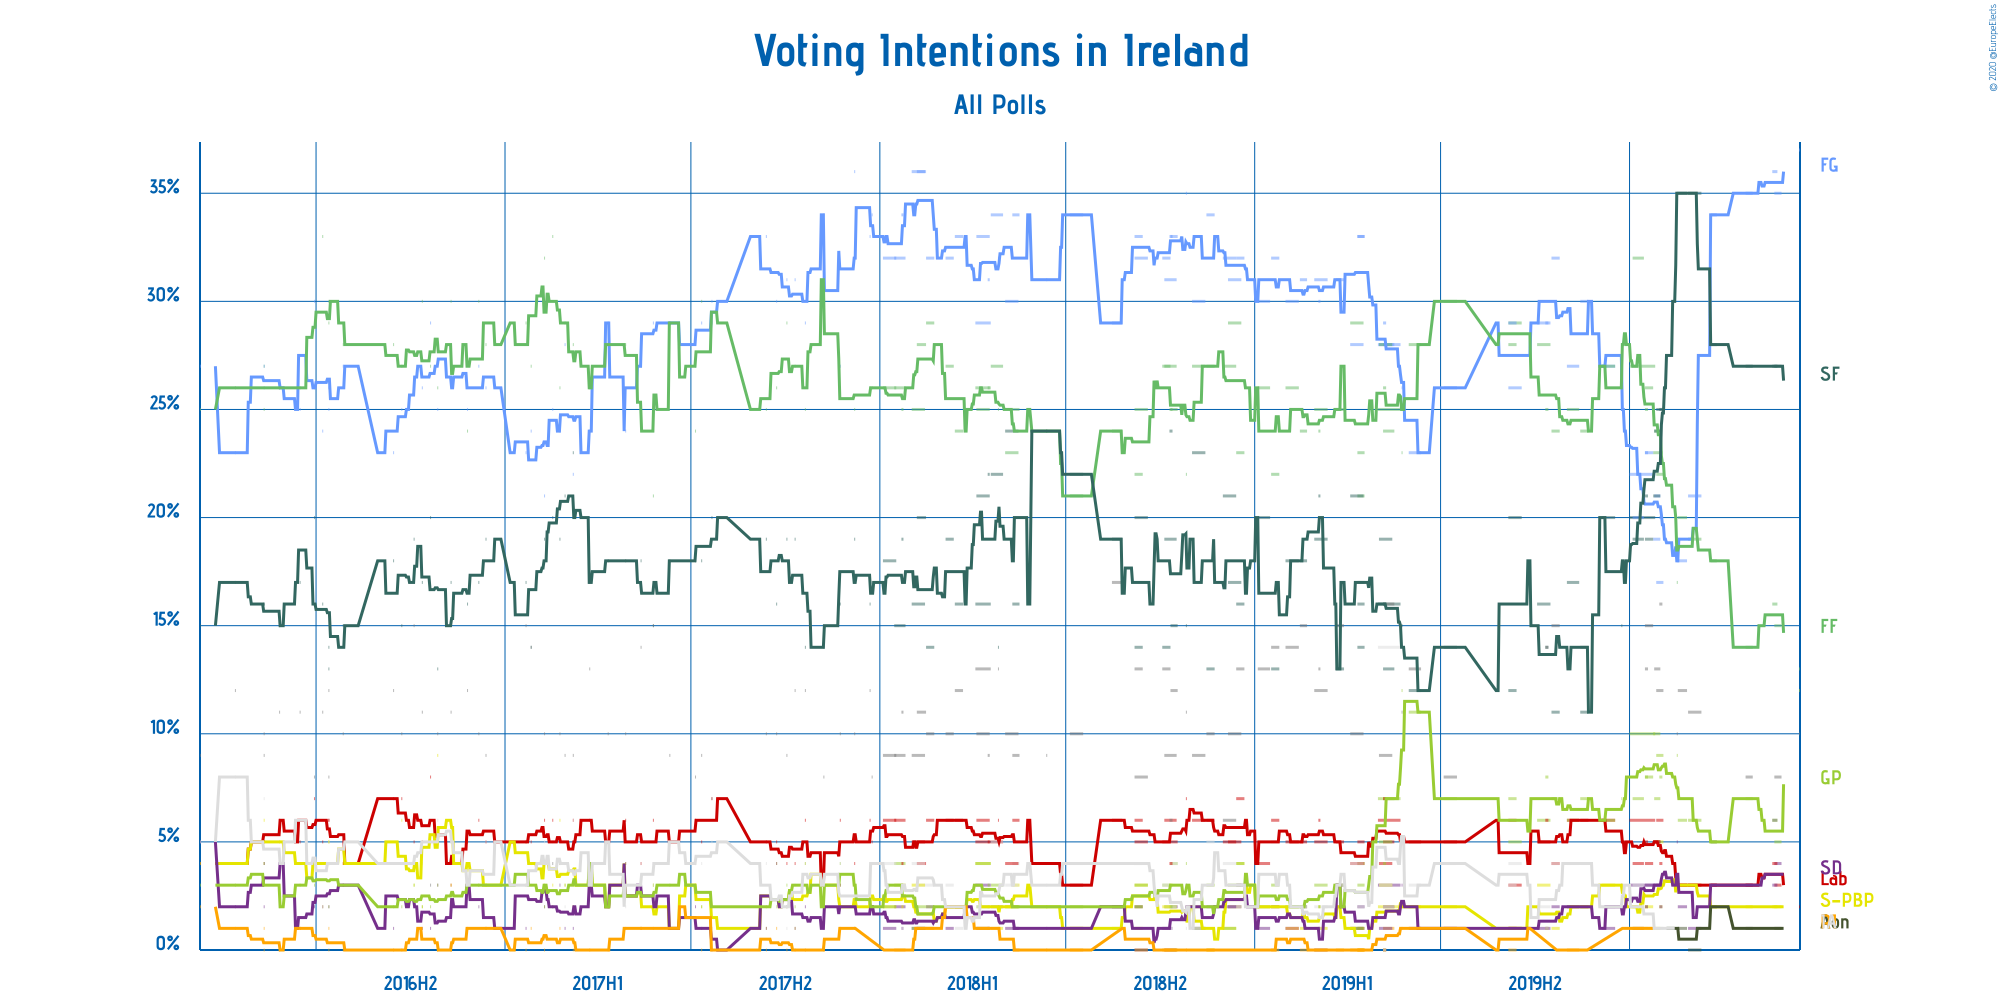 Voting Intentions in Ireland
All Polls
© 2020 @EuropeElects
35%
30%
25%
20%
15%
10%
5%
0%
FG
SF
FF
GP
SD
Lab
S-PBP
2016H2
2017H1
2017H2
2018H1
2018H2
2019H1
2019H2